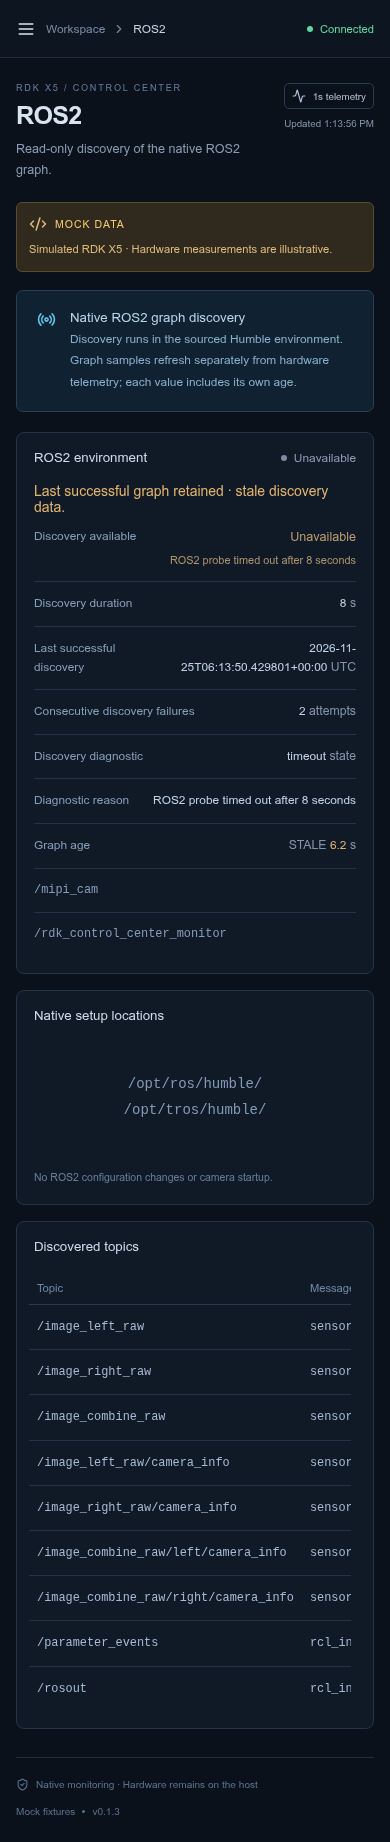 Workspace > ROS2
Connected
RDK X5 / CONTROL CENTER
ROS2
1s telemetry
Updated 1:13:56 PM
Read-only discovery of the native ROS2
graph.
MOCK DATA
Simulated RDK X5 · Hardware measurements are illustrative.
Native ROS2 graph discovery
Discovery runs in the sourced Humble environment.
Graph samples refresh separately from hardware
telemetry; each value includes its own age.
ROS2 environment
Unavailable
Last successful graph retained · stale discovery
data.
Discovery available
Unavailable
ROS2 probe timed out after 8 seconds
Discovery duration
8 s
Last successful
discovery
2026-11-
25T06:13:50.429801+00:00 UTC
Consecutive discovery failures
2 attempts
Discovery diagnostic
timeout state
Diagnostic reason
ROS2 probe timed out after 8 seconds
Graph age
STALE 6.2 s
/mipi_cam
/rdk_control_center_monitor
Native setup locations
/opt/ros/humble/
/opt/tros/humble/
No ROS2 configuration changes or camera startup.
Discovered topics
Topic Message
/image_left_raw sensor
/image_right_raw sensor
/image_combine_raw sensor
/image_left_raw/camera_info sensor
/image_right_raw/camera_info sensor
/image_combine_raw/left/camera_info sensor
/image_combine_raw/right/camera_info sensor
/parameter_events rcl_in
/rosout rcl_in
Native monitoring · Hardware remains on the host
Mock fixtures • v0.1.3